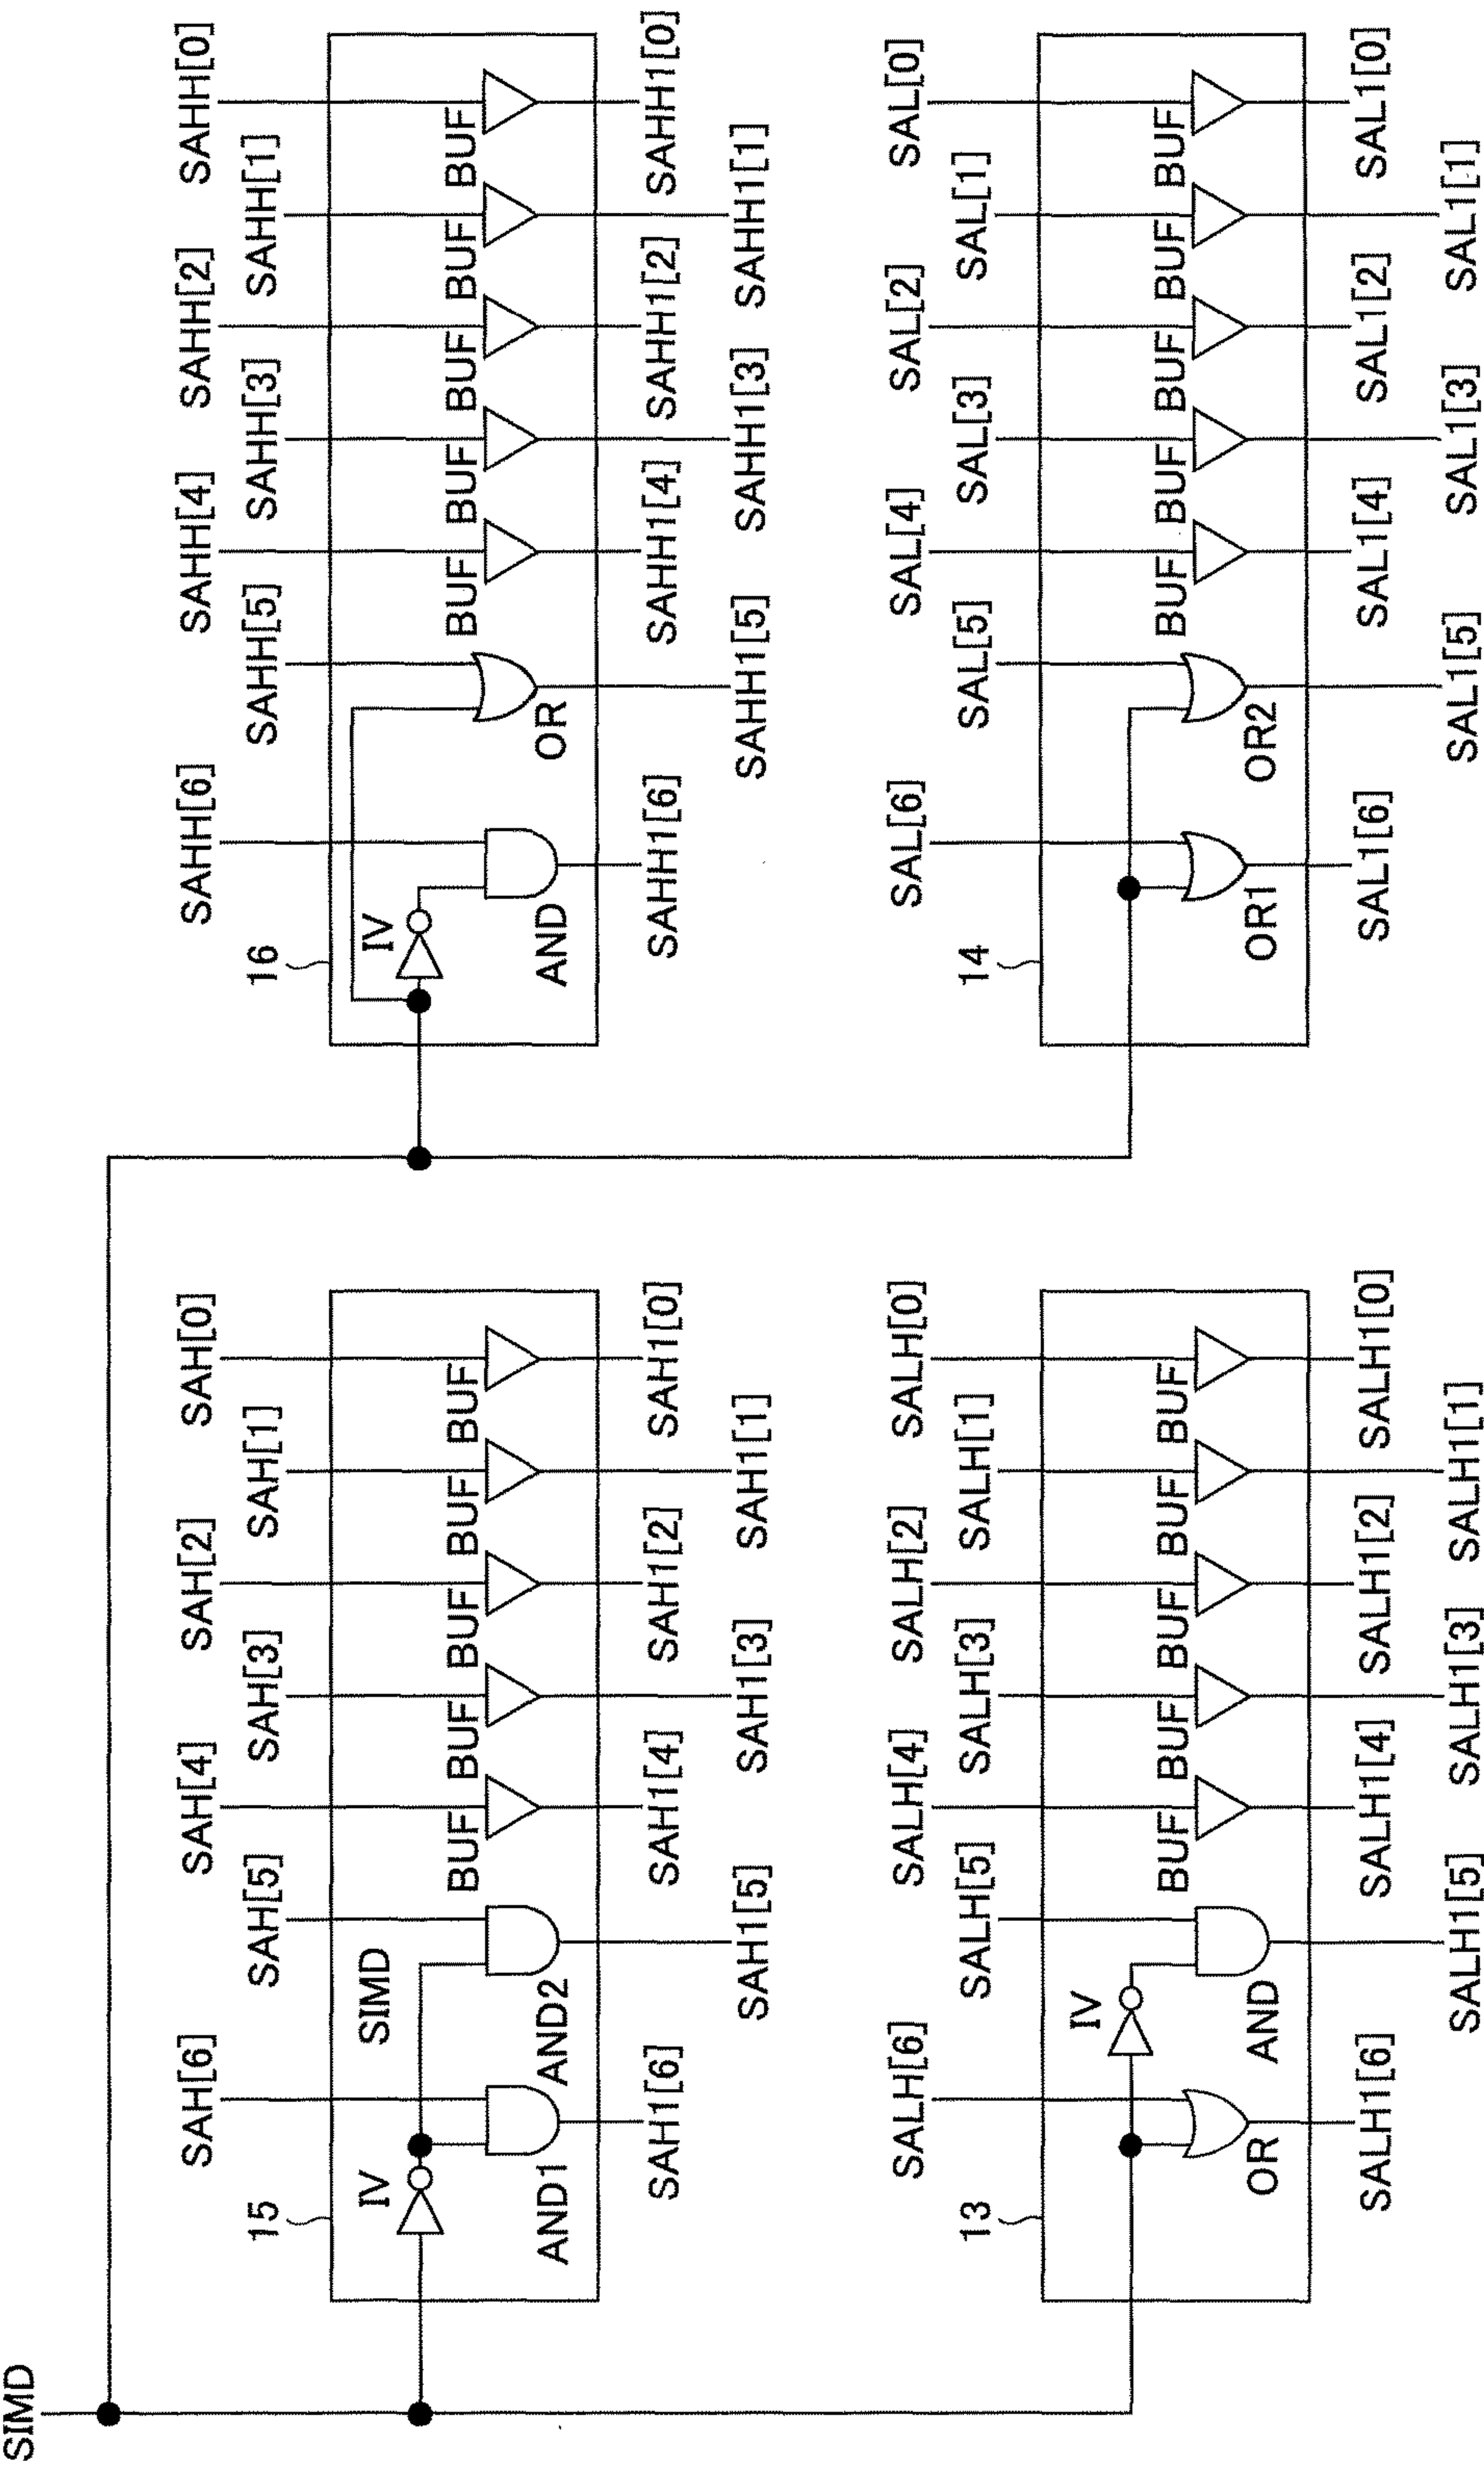 SIMD
15
SAH[6]
SAH[5]
SAH[4]
SAH[3]
SAH[2]
SAH[1]
SAH[0]
IV
SIMD
AND1
AND2
BUF
BUF
BUF
BUF
BUF
SAH1[6]
SAH1[5]
SAH1[4]
SAH1[3]
SAH1[2]
SAH1[1]
SAH1[0]
16
SAHH[6]
SAHH[5]
SAHH[4]
SAHH[3]
SAHH[2]
SAHH[1]
SAHH[0]
IV
AND
OR
BUF
BUF
BUF
BUF
BUF
SAHH1[6]
SAHH1[5]
SAHH1[4]
SAHH1[3]
SAHH1[2]
SAHH1[1]
SAHH1[0]
13
SALH[6]
SALH[5]
SALH[4]
SALH[3]
SALH[2]
SALH[1]
SALH[0]
IV
OR
AND
BUF
BUF
BUF
BUF
BUF
SALH1[6]
SALH1[5]
SALH1[4]
SALH1[3]
SALH1[2]
SALH1[1]
SALH1[0]
14
SAL[6]
SAL[5]
SAL[4]
SAL[3]
SAL[2]
SAL[1]
SAL[0]
OR1
OR2
BUF
BUF
BUF
BUF
BUF
SAL1[6]
SAL1[5]
SAL1[4]
SAL1[3]
SAL1[2]
SAL1[1]
SAL1[0]